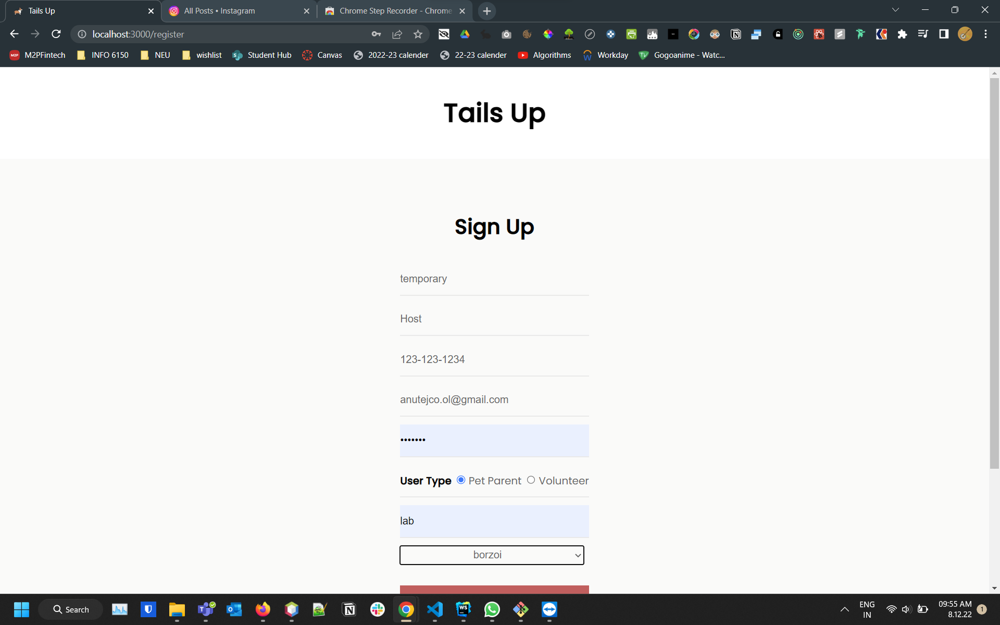 Tails Up
All Posts • Instagram
Chrome Step Recorder - Chrome
localhost:3000/register
M2PFintech
INFO 6150
NEU
wishlist
Student Hub
Canvas
2022-23 calender
22-23 calender
Algorithms
Workday
Gogoanime - Watc...
Tails Up
Sign Up
temporary
Host
123-123-1234
anutejco.ol@gmail.com
•••••••
User Type Pet Parent Volunteer
lab
borzoi
Search
ENG
IN
09:55 AM
8.12.22
1